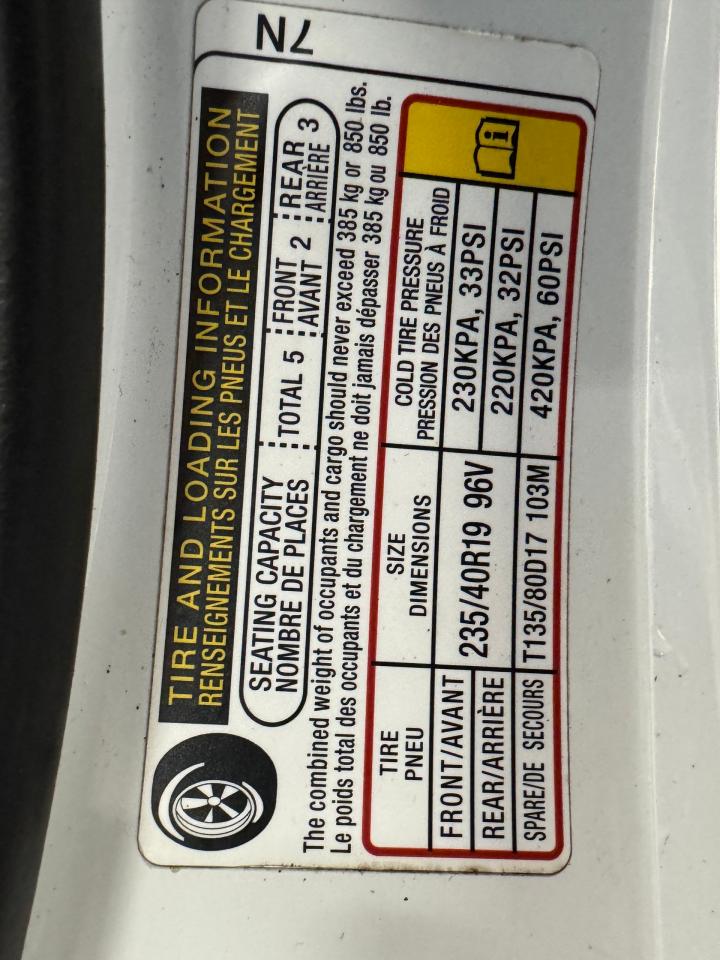 7N
TIRE AND LOADING INFORMATION
RENSEIGNEMENTS SUR LES PNEUS ET LE CHARGEMENT
SEATING CAPACITY TOTAL 5 FRONT 2 REAR 3
NOMBRE DE PLACES AVANT ARRIÈRE
The combined weight of occupants and cargo should never exceed 385 kg or 850 lbs.
Le poids total des occupants et du chargement ne doit jamais dépasser 385 kg ou 850 lb.
TIRE SIZE COLD TIRE PRESSURE
PNEU DIMENSIONS PRESSION DES PNEUS À FROID
FRONT/AVANT 235/40R19 96V 230KPA, 33PSI
REAR/ARRIÈRE 220KPA, 32PSI
SPARE/DE SECOURS T135/80D17 103M 420KPA, 60PSI